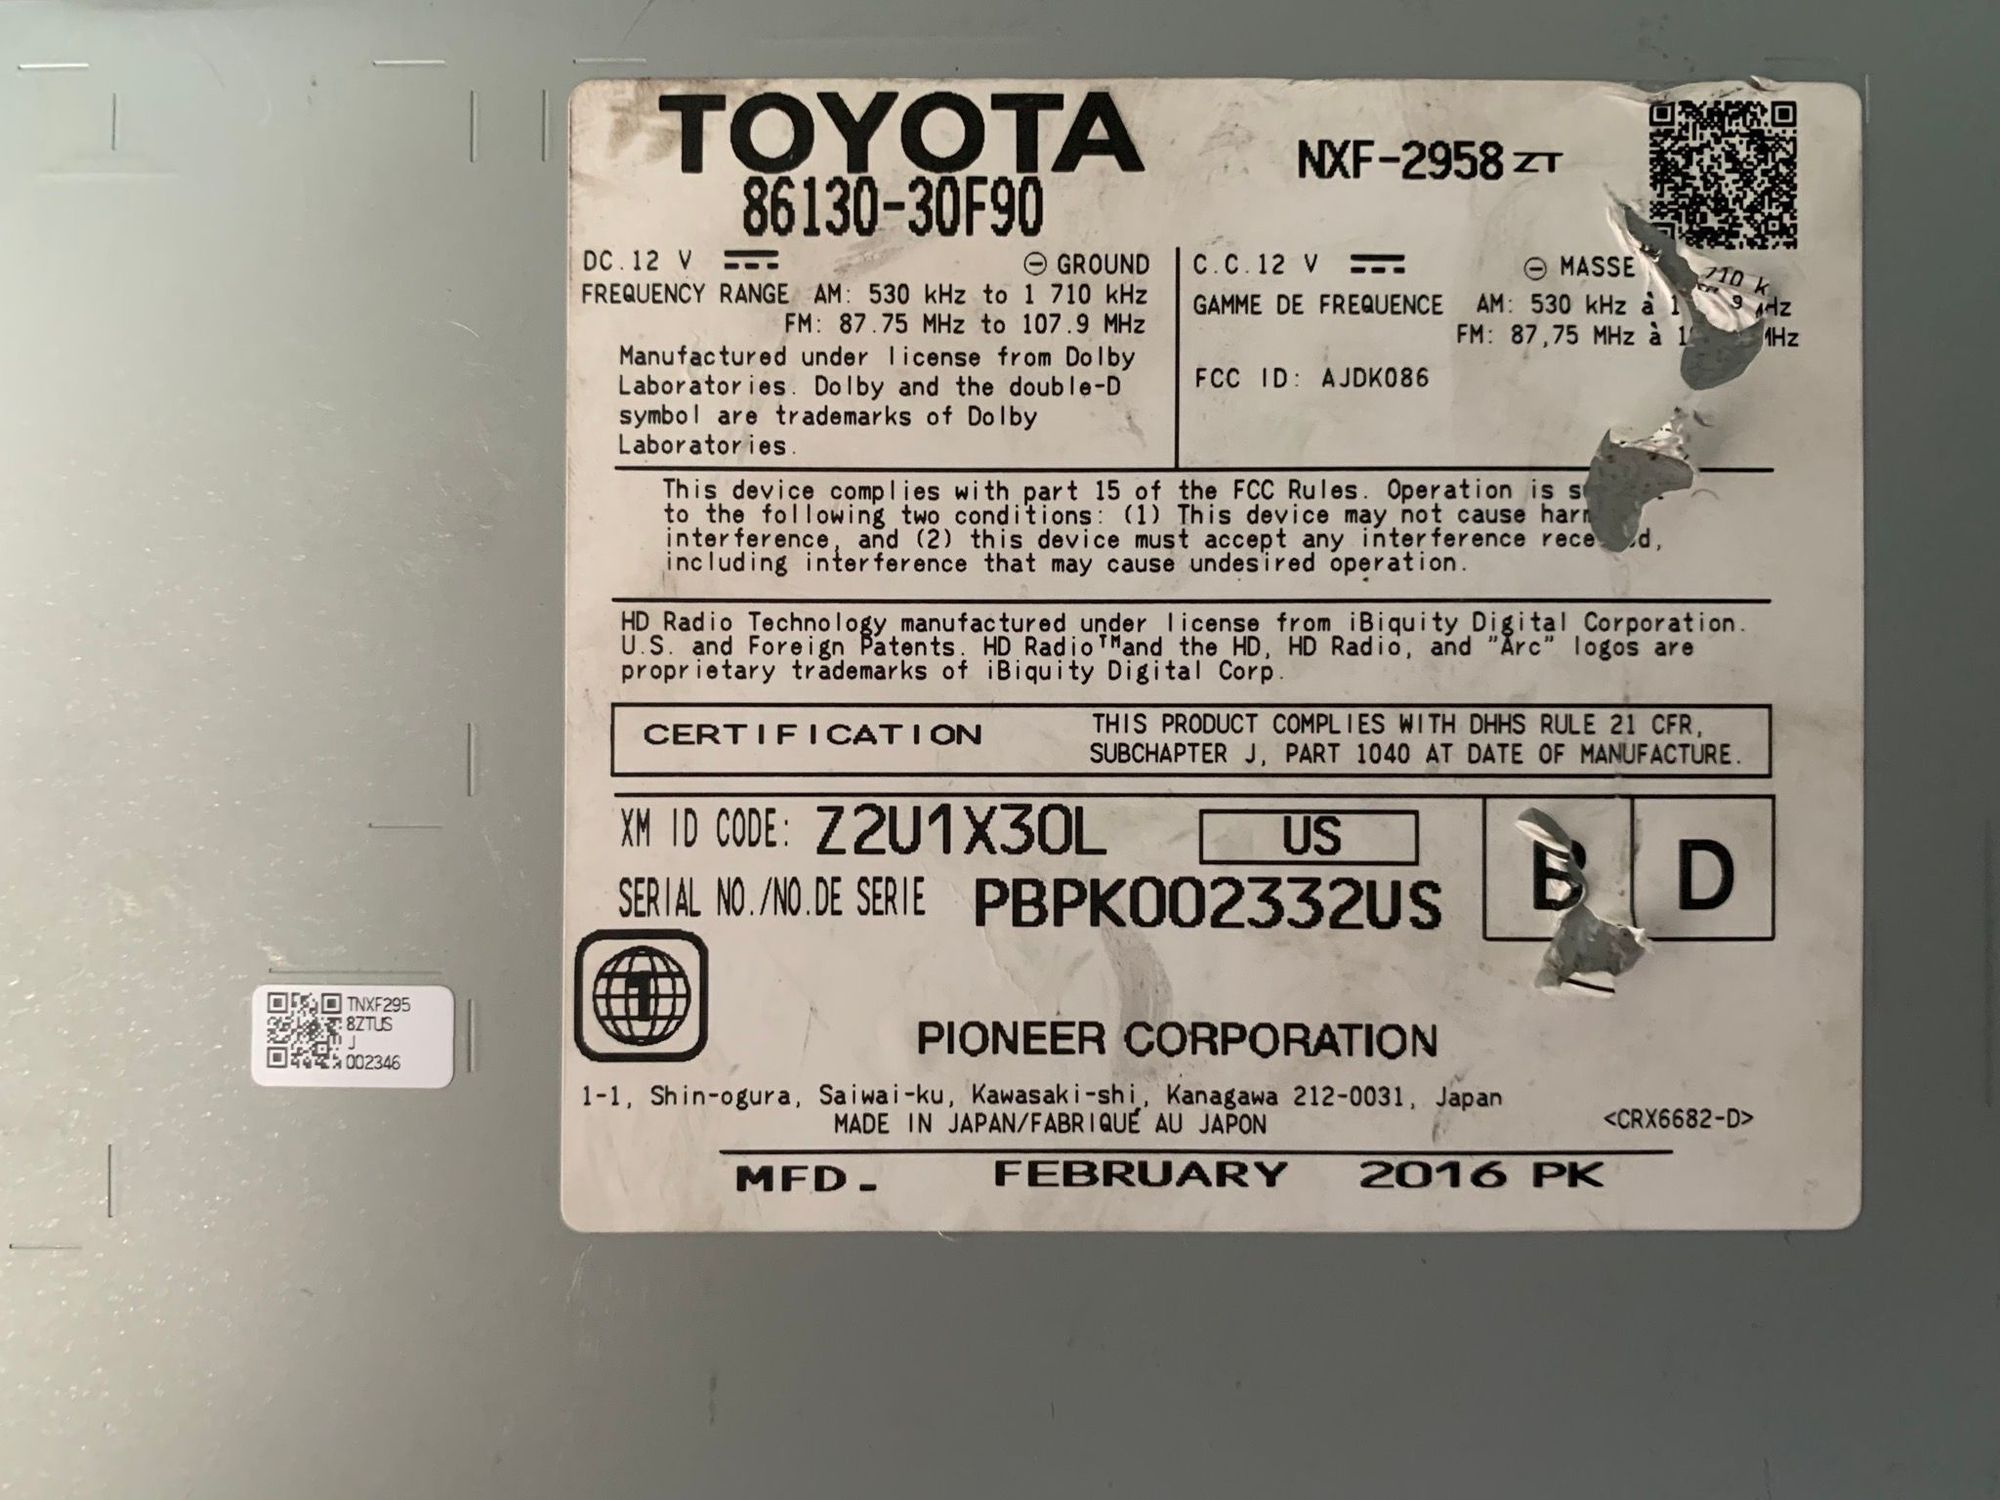 TOYOTA
86130-30F90
NXF-2958 ZT
DC.12 V
⊖ GROUND
FREQUENCY RANGE AM: 530 kHz to 1 710 kHz
FM: 87.75 MHz to 107.9 MHz
Manufactured under license from Dolby
Laboratories. Dolby and the double-D
symbol are trademarks of Dolby
Laboratories.
C.C.12 V
⊖ MASSE
GAMME DE FREQUENCE AM: 530 kHz à
FM: 87,75 MHz à
FCC ID: AJDK086
This device complies with part 15 of the FCC Rules. Operation is
to the following two conditions: (1) This device may not cause
interference, and (2) this device must accept any interference
including interference that may cause undesired operation.
HD Radio Technology manufactured under license from iBiquity Digital Corporation.
U.S. and Foreign Patents. HD Radio™and the HD, HD Radio, and "Arc" logos are
proprietary trademarks of iBiquity Digital Corp.
CERTIFICATION
THIS PRODUCT COMPLIES WITH DHHS RULE 21 CFR,
SUBCHAPTER J, PART 1040 AT DATE OF MANUFACTURE.
XM ID CODE: Z2U1X30L
US
B D
SERIAL NO./NO.DE SERIE PBPK002332US
1
PIONEER CORPORATION
1-1, Shin-ogura, Saiwai-ku, Kawasaki-shi, Kanagawa 212-0031, Japan
MADE IN JAPAN/FABRIQUÉ AU JAPON
<CRX6682-D>
MFD. FEBRUARY 2016 PK
TNXF295
8ZTUS
J
002346